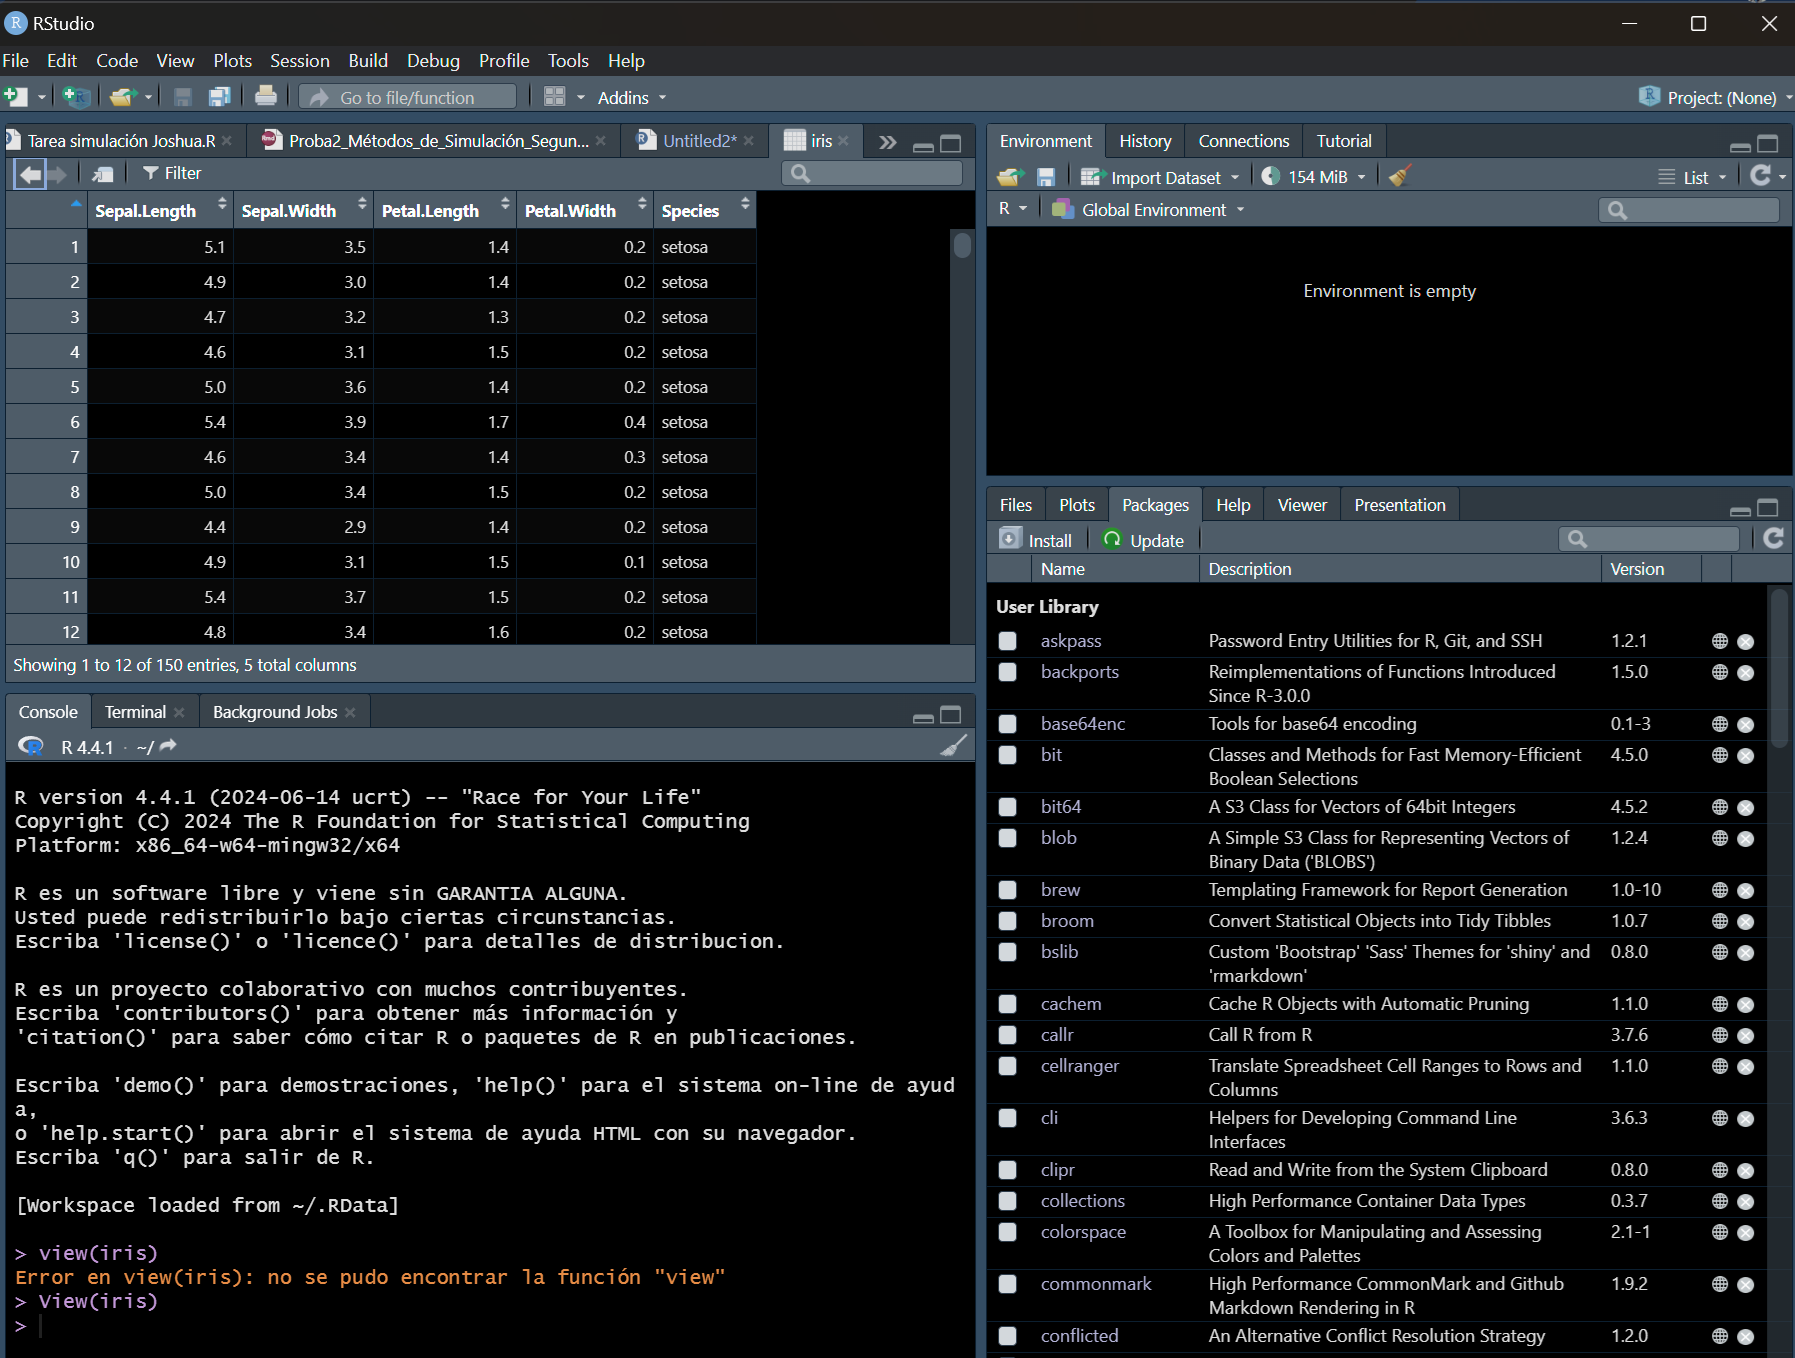 RStudio
File Edit Code View Plots Session Build Debug Profile Tools Help
Go to file/function Addins Project: (None)
Tarea simulación Joshua.R Proba2_Métodos_de_Simulación_Segun... Untitled2* iris
Filter
Sepal.Length Sepal.Width Petal.Length Petal.Width Species
1 5.1 3.5 1.4 0.2 setosa
2 4.9 3.0 1.4 0.2 setosa
3 4.7 3.2 1.3 0.2 setosa
4 4.6 3.1 1.5 0.2 setosa
5 5.0 3.6 1.4 0.2 setosa
6 5.4 3.9 1.7 0.4 setosa
7 4.6 3.4 1.4 0.3 setosa
8 5.0 3.4 1.5 0.2 setosa
9 4.4 2.9 1.4 0.2 setosa
10 4.9 3.1 1.5 0.1 setosa
11 5.4 3.7 1.5 0.2 setosa
12 4.8 3.4 1.6 0.2 setosa
Showing 1 to 12 of 150 entries, 5 total columns
Console Terminal Background Jobs
R 4.4.1 · ~/
R version 4.4.1 (2024-06-14 ucrt) -- "Race for Your Life"
Copyright (C) 2024 The R Foundation for Statistical Computing
Platform: x86_64-w64-mingw32/x64
R es un software libre y viene sin GARANTIA ALGUNA.
Usted puede redistribuirlo bajo ciertas circunstancias.
Escriba 'license()' o 'licence()' para detalles de distribucion.
R es un proyecto colaborativo con muchos contribuyentes.
Escriba 'contributors()' para obtener más información y
'citation()' para saber cómo citar R o paquetes de R en publicaciones.
Escriba 'demo()' para demostraciones, 'help()' para el sistema on-line de ayud
a,
o 'help.start()' para abrir el sistema de ayuda HTML con su navegador.
Escriba 'q()' para salir de R.
[Workspace loaded from ~/.RData]
> view(iris)
Error en view(iris): no se pudo encontrar la función "view"
> View(iris)
>
Environment History Connections Tutorial
Import Dataset 154 MiB List
R Global Environment
Environment is empty
Files Plots Packages Help Viewer Presentation
Install Update
Name Description Version
User Library
askpass Password Entry Utilities for R, Git, and SSH 1.2.1
backports Reimplementations of Functions Introduced 1.5.0
Since R-3.0.0
base64enc Tools for base64 encoding 0.1-3
bit Classes and Methods for Fast Memory-Efficient 4.5.0
Boolean Selections
bit64 A S3 Class for Vectors of 64bit Integers 4.5.2
blob A Simple S3 Class for Representing Vectors of 1.2.4
Binary Data ('BLOBS')
brew Templating Framework for Report Generation 1.0-10
broom Convert Statistical Objects into Tidy Tibbles 1.0.7
bslib Custom 'Bootstrap' 'Sass' Themes for 'shiny' and 0.8.0
'rmarkdown'
cachem Cache R Objects with Automatic Pruning 1.1.0
callr Call R from R 3.7.6
cellranger Translate Spreadsheet Cell Ranges to Rows and 1.1.0
Columns
cli Helpers for Developing Command Line 3.6.3
Interfaces
clipr Read and Write from the System Clipboard 0.8.0
collections High Performance Container Data Types 0.3.7
colorspace A Toolbox for Manipulating and Assessing 2.1-1
Colors and Palettes
commonmark High Performance CommonMark and Github 1.9.2
Markdown Rendering in R
conflicted An Alternative Conflict Resolution Strategy 1.2.0